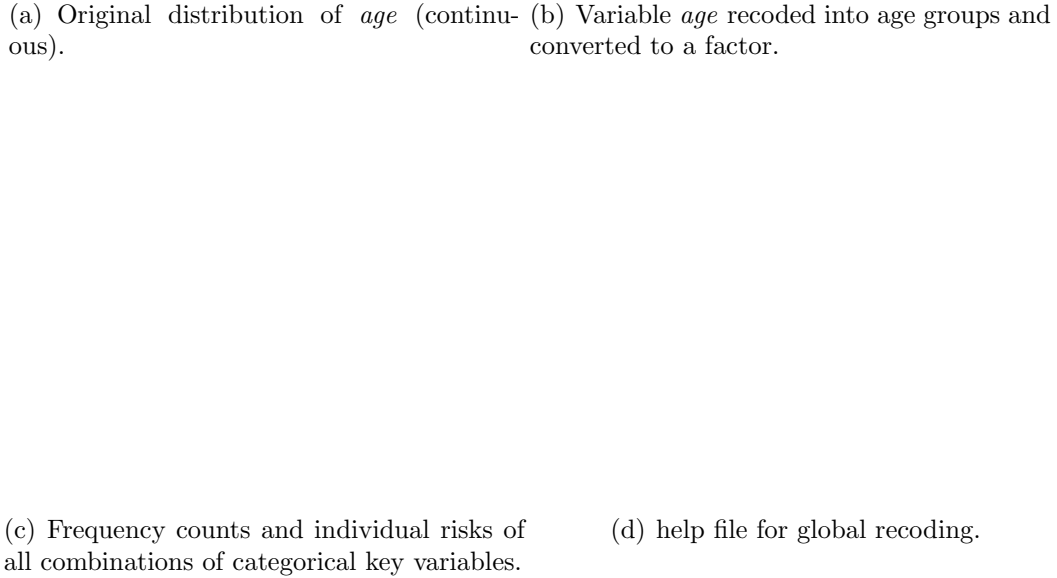 (a) Original distribution of age (continu-
ous).
(b) Variable age recoded into age groups and
converted to a factor.
(c) Frequency counts and individual risks of
all combinations of categorical key variables.
(d) help file for global recoding.